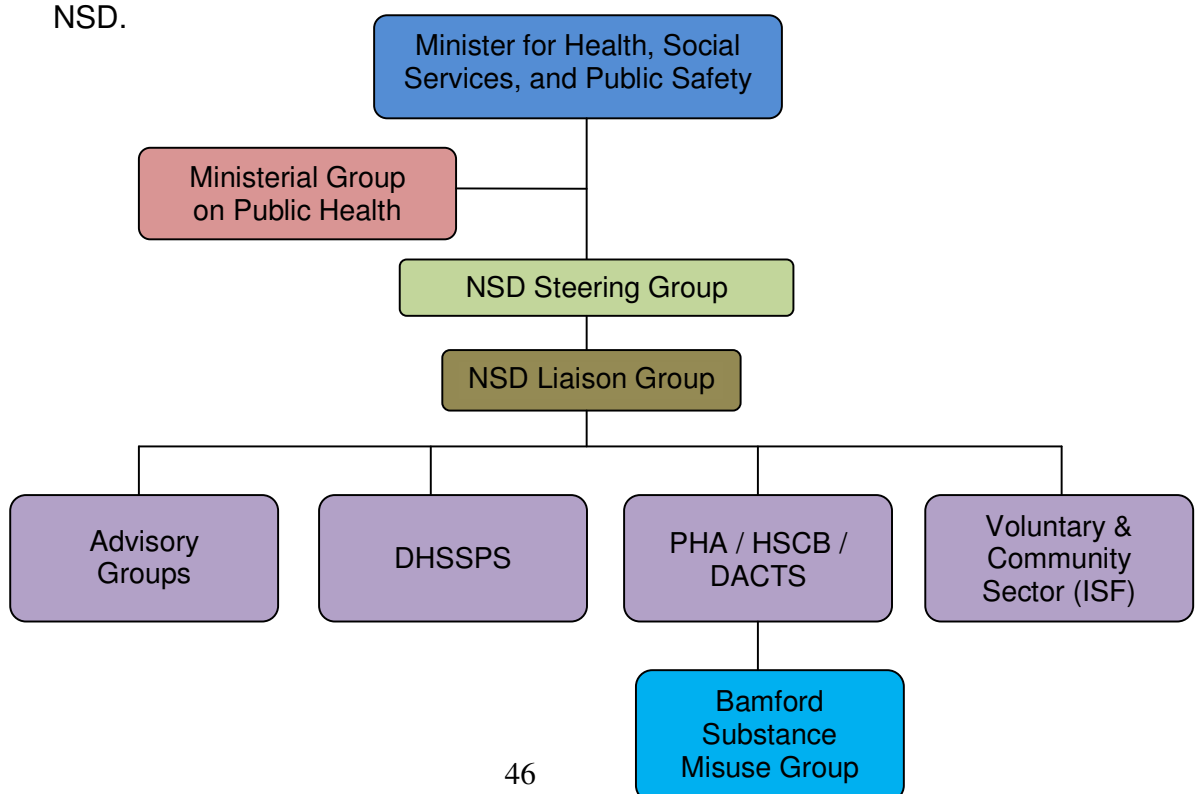 NSD.
Minister for Health, Social
Services, and Public Safety
Ministerial Group
on Public Health
NSD Steering Group
NSD Liaison Group
Advisory
Groups
DHSSPS
PHA / HSCB /
DACTS
Voluntary &
Community
Sector (ISF)
Bamford
Substance
Misuse Group
46